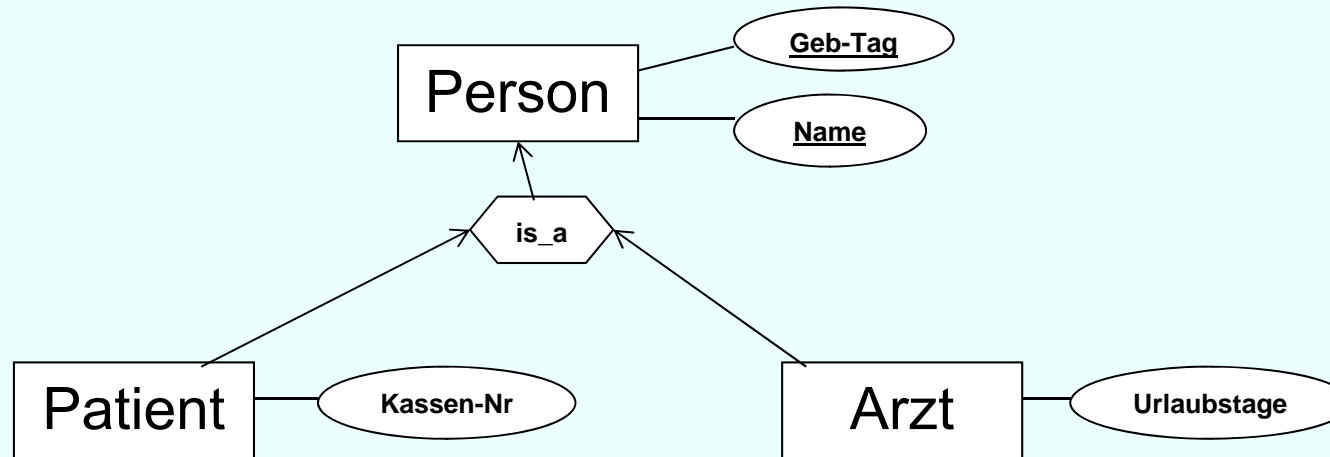 Geb-Tag
Person
Name
is_a
Patient
Kassen-Nr
Arzt
Urlaubstage